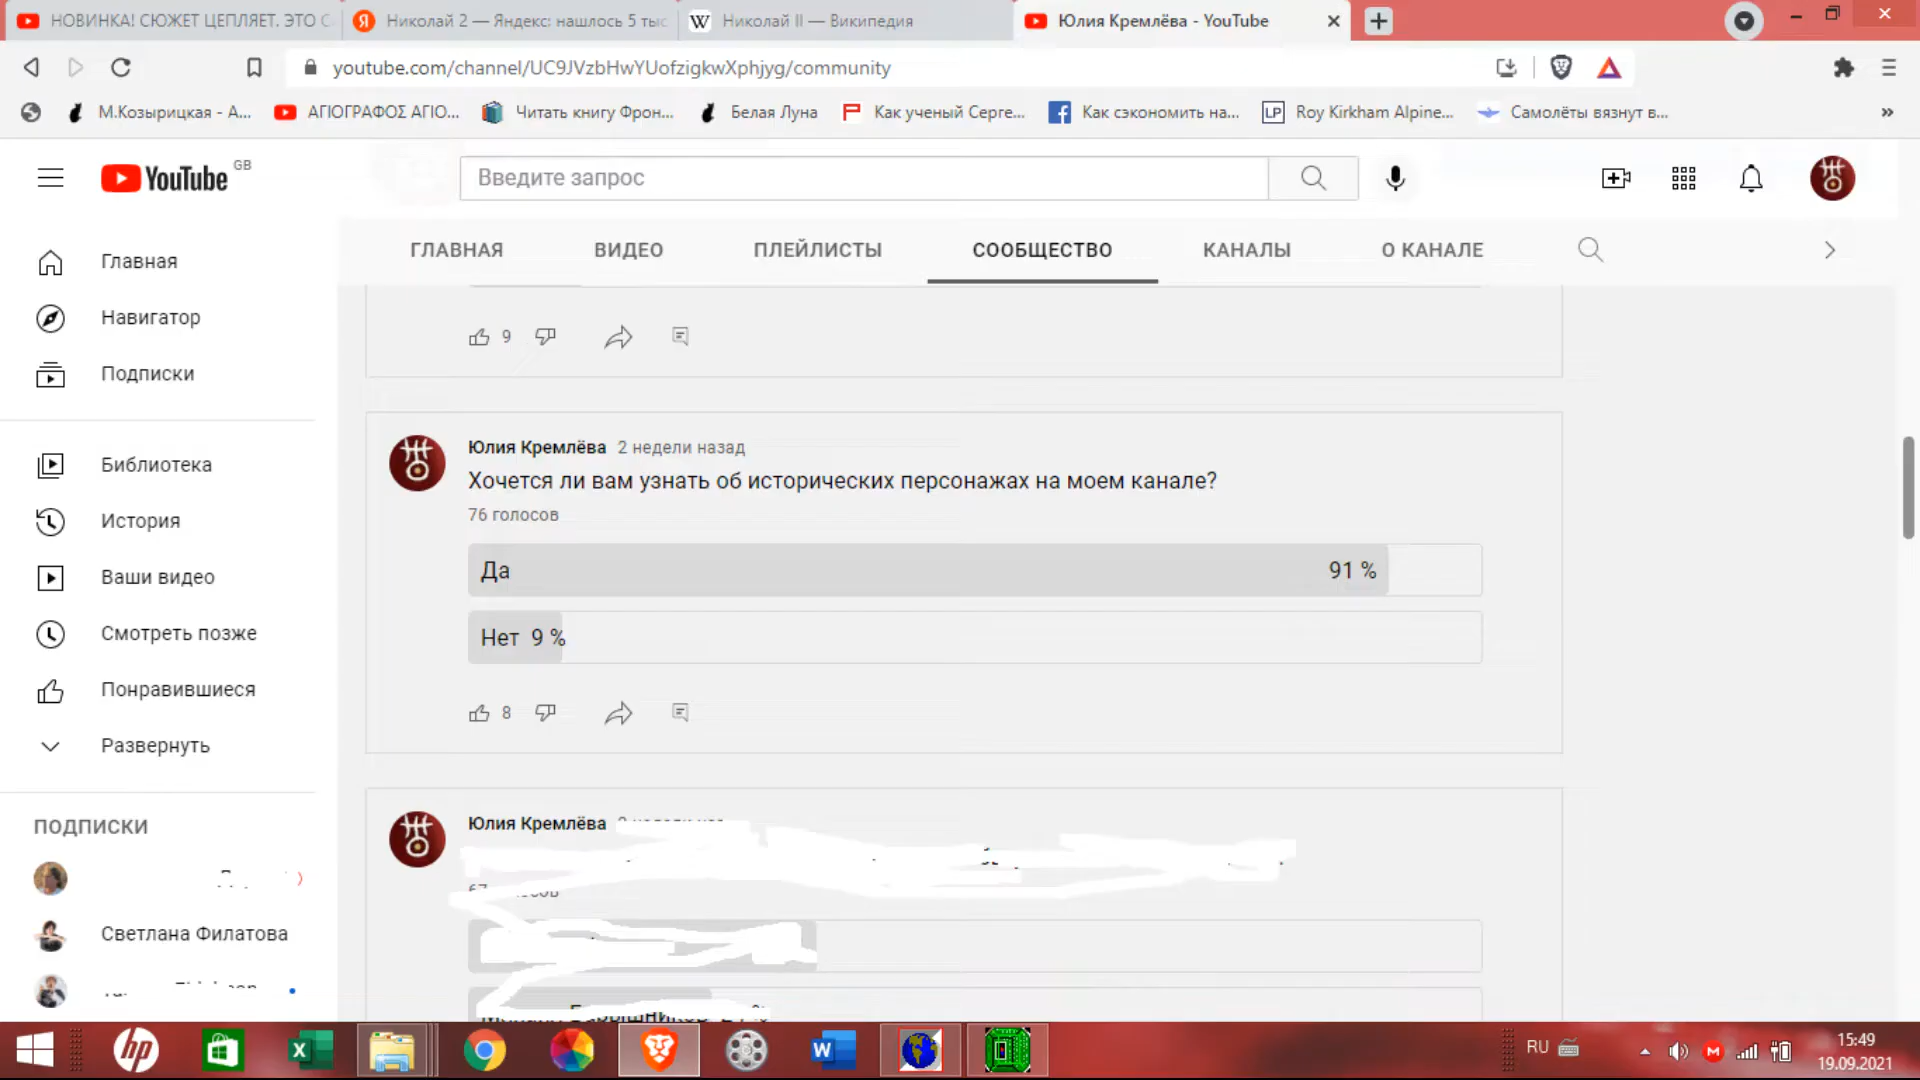 НОВИНКА! СЮЖЕТ ЦЕПЛЯЕТ. ЭТО С
Николай 2 — Яндекс: нашлось 5 тыс
Николай II — Википедия
Юлия Кремлёва - YouTube
youtube.com/channel/UC9JVzbHwYUofzigkwXphjyg/community
М.Козырицкая - А...
ΑΓΙΟΓΡΑΦΟΣ ΑΓΙΟ...
Читать книгу Фрон...
Белая Луна
Как ученый Серге...
Как сэкономить на...
LP
Roy Kirkham Alpine...
Самолёты вязнут в...
YouTube GB
Введите запрос
ГЛАВНАЯ
ВИДЕО
ПЛЕЙЛИСТЫ
СООБЩЕСТВО
КАНАЛЫ
О КАНАЛЕ
Главная
Навигатор
Подписки
Библиотека
История
Ваши видео
Смотреть позже
Понравившиеся
Развернуть
ПОДПИСКИ
Светлана Филатова
9
Юлия Кремлёва 2 недели назад
Хочется ли вам узнать об исторических персонажах на моем канале?
76 голосов
Да 91 %
Нет 9 %
8
Юлия Кремлёва
RU
15:49
19.09.2021